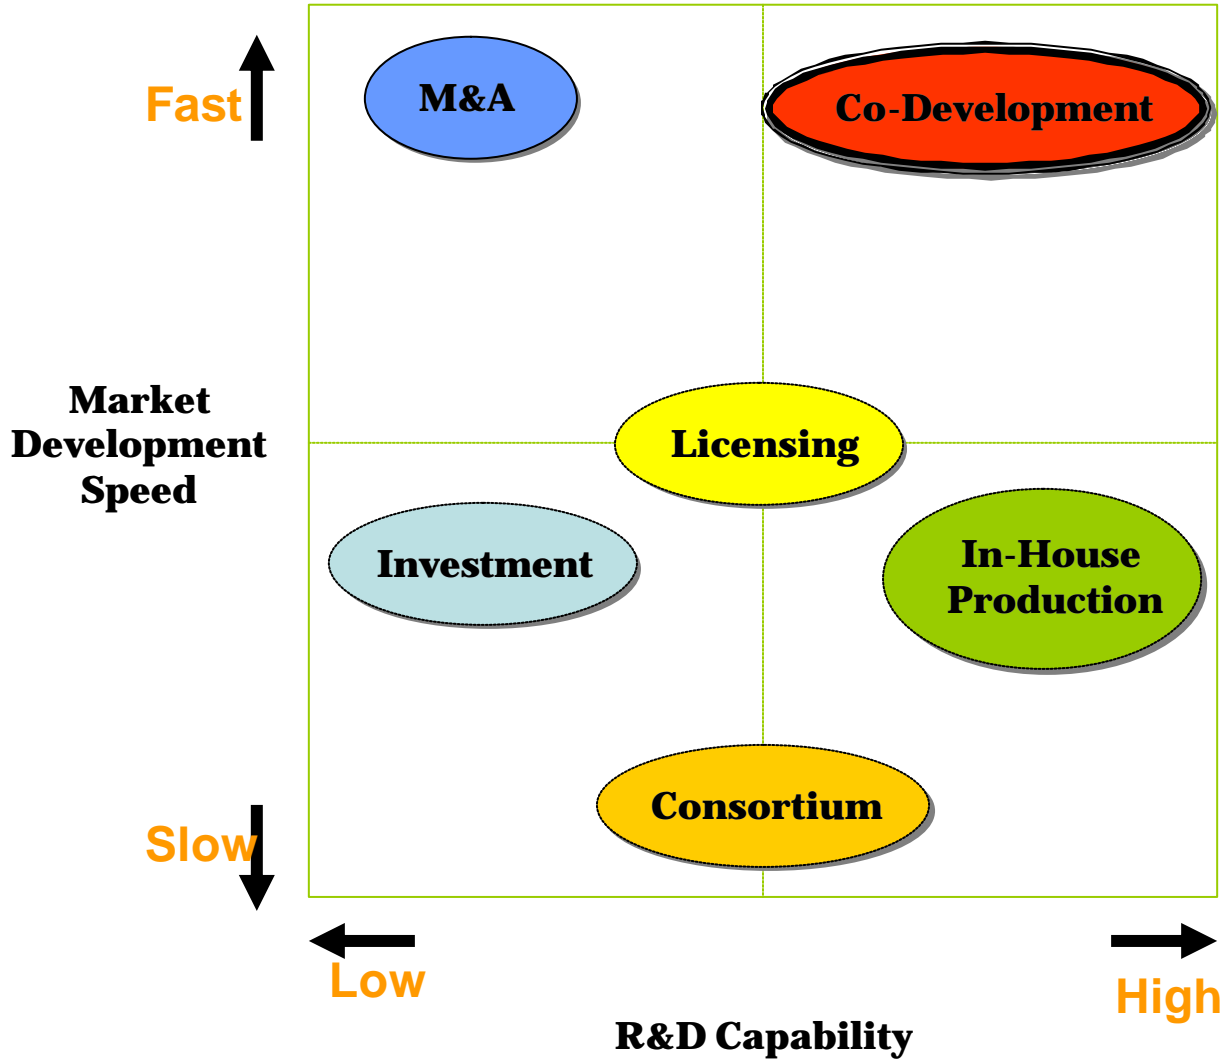 Fast
M&A
Co-Development
Market
Development
Speed
Licensing
Investment
In-House
Production
Consortium
Slow
Low
High
R&D Capability